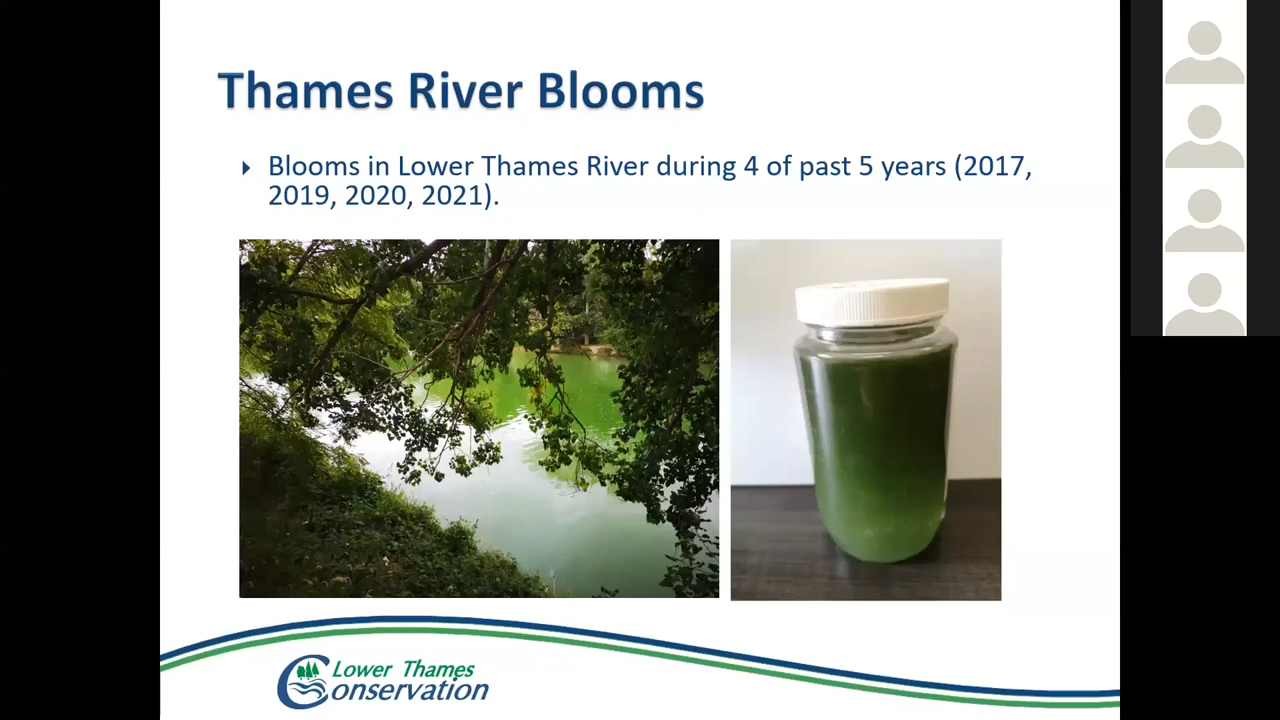 Thames River Blooms
Blooms in Lower Thames River during 4 of past 5 years (2017,
2019, 2020, 2021).
Lower Thames
Conservation